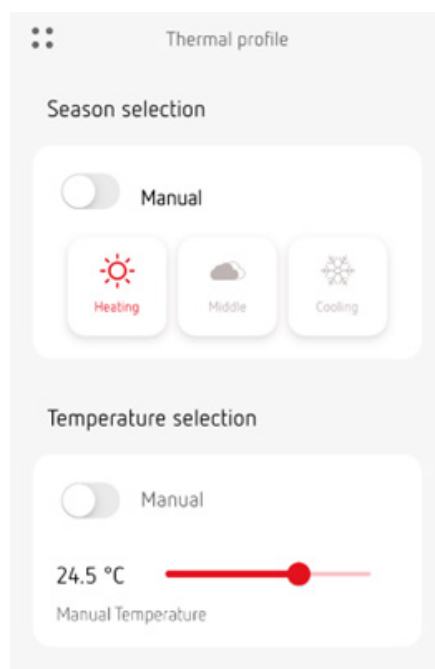 Thermal profile
Season selection
Manual
Heating
Middle
Cooling
Temperature selection
Manual
24.5 °C
Manual Temperature